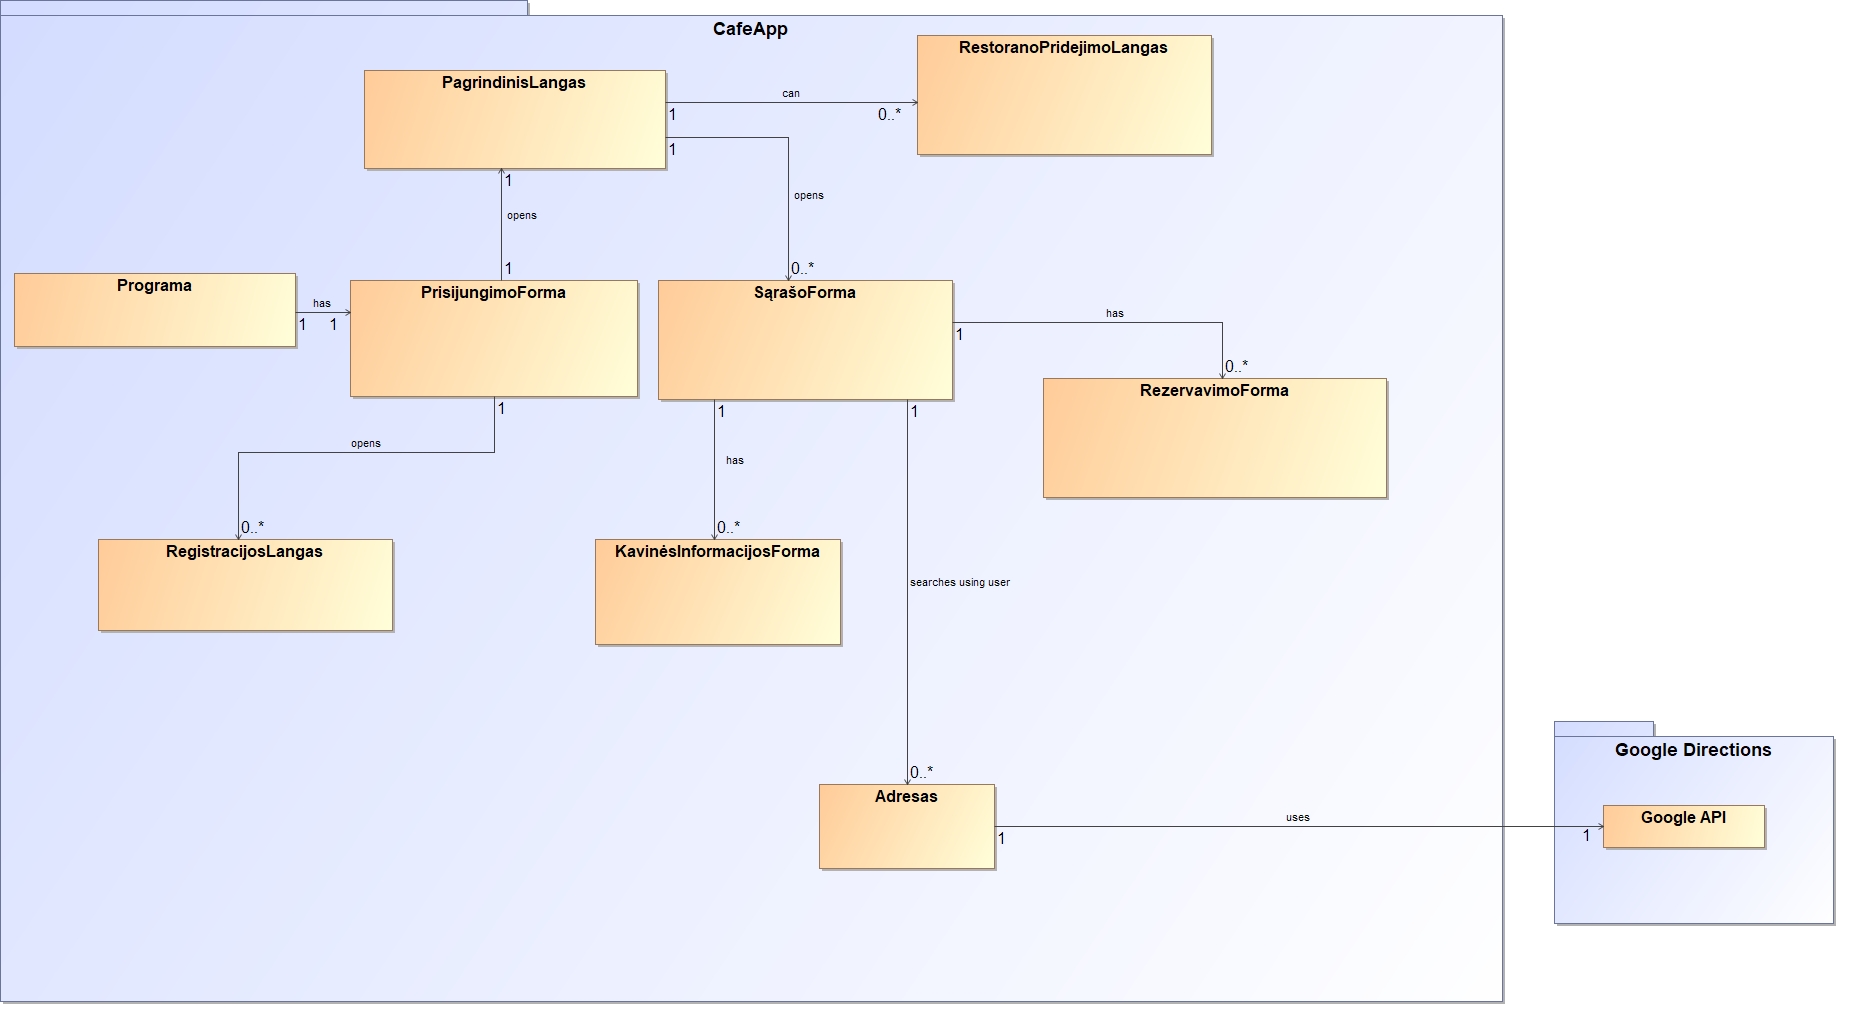 CafeApp
RestoranoPridejimoLangas
PagrindinisLangas
can
1
0..*
1
1
opens
opens
1
0..*
Programa
has
1
1
PrisijungimoForma
SąrašoForma
has
1
0..*
RezervavimoForma
1
1
1
opens
has
0..*
0..*
RegistracijosLangas
KavinėsInformacijosForma
searches using user
Google Directions
0..*
Adresas
uses
1
1
Google API